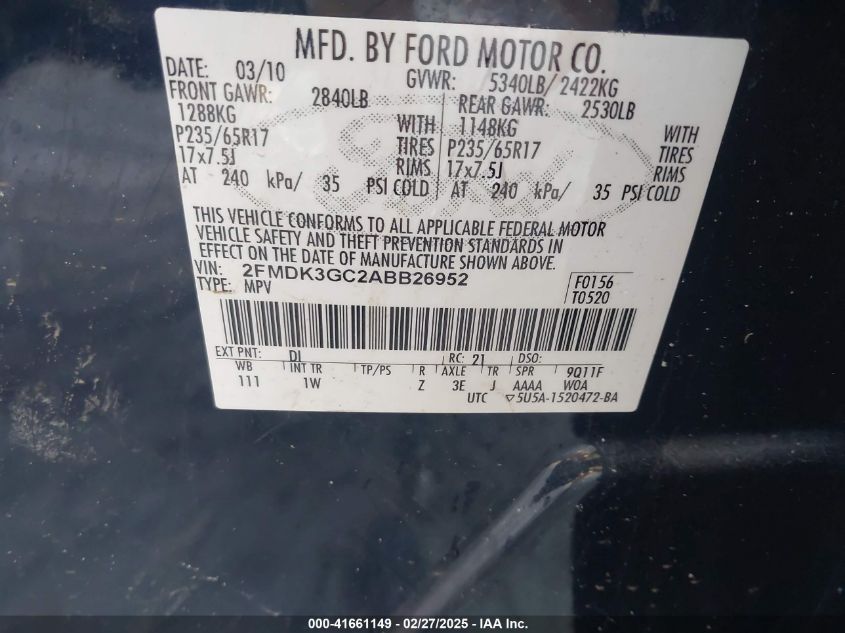 MFD. BY FORD MOTOR CO.
DATE: 03/10 GVWR: 5340LB/ 2422KG
FRONT GAWR: 2840LB REAR GAWR: 2530LB
1288KG WITH 1148KG WITH
P235/65R17 TIRES P235/65R17 TIRES
17x7.5J RIMS 17x7.5J RIMS
AT 240 kPa/ 35 PSI COLD AT 240 kPa/ 35 PSI COLD
THIS VEHICLE CONFORMS TO ALL APPLICABLE FEDERAL MOTOR
VEHICLE SAFETY AND THEFT PREVENTION STANDARDS IN
EFFECT ON THE DATE OF MANUFACTURE SHOWN ABOVE.
VIN: 2FMDK3GC2ABB26952 F0156
TYPE: MPV T0520
EXT PNT: DI RC: 21 DSO:
WB INT TR TP/PS R AXLE TR SPR 9Q11F
111 1W Z 3E J AAAA W0A
UTC ▽5U5A-1520472-BA
000-41661149 - 02/27/2025 - IAA Inc.